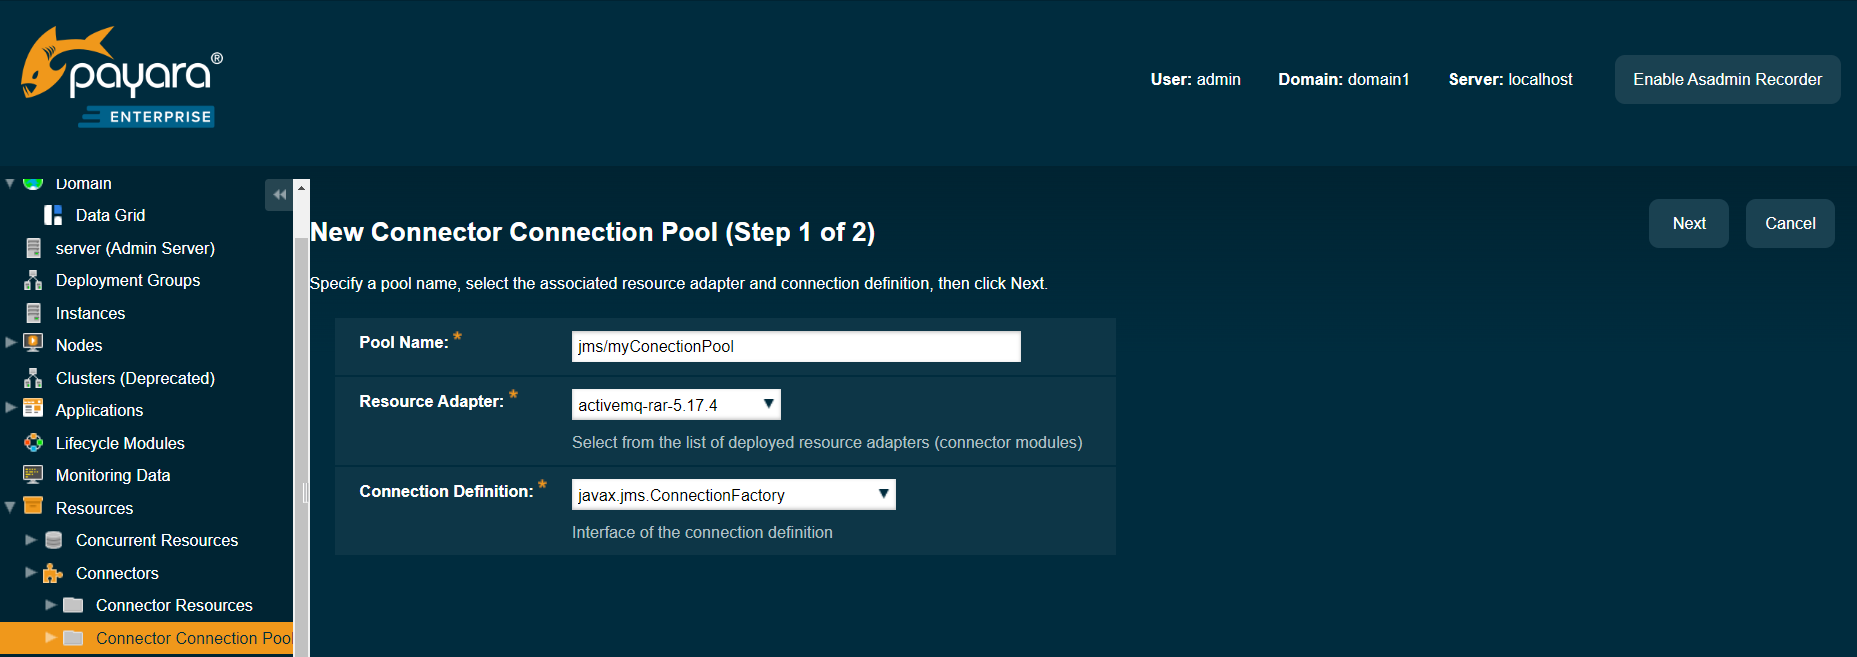 payara®
ENTERPRISE
User: admin Domain: domain1 Server: localhost Enable Asadmin Recorder
Domain
Data Grid
server (Admin Server)
Deployment Groups
Instances
Nodes
Clusters (Deprecated)
Applications
Lifecycle Modules
Monitoring Data
Resources
Concurrent Resources
Connectors
Connector Resources
Connector Connection Pool
New Connector Connection Pool (Step 1 of 2)
Next Cancel
Specify a pool name, select the associated resource adapter and connection definition, then click Next.
Pool Name: * jms/myConectionPool
Resource Adapter: * activemq-rar-5.17.4
Select from the list of deployed resource adapters (connector modules)
Connection Definition: * javax.jms.ConnectionFactory
Interface of the connection definition